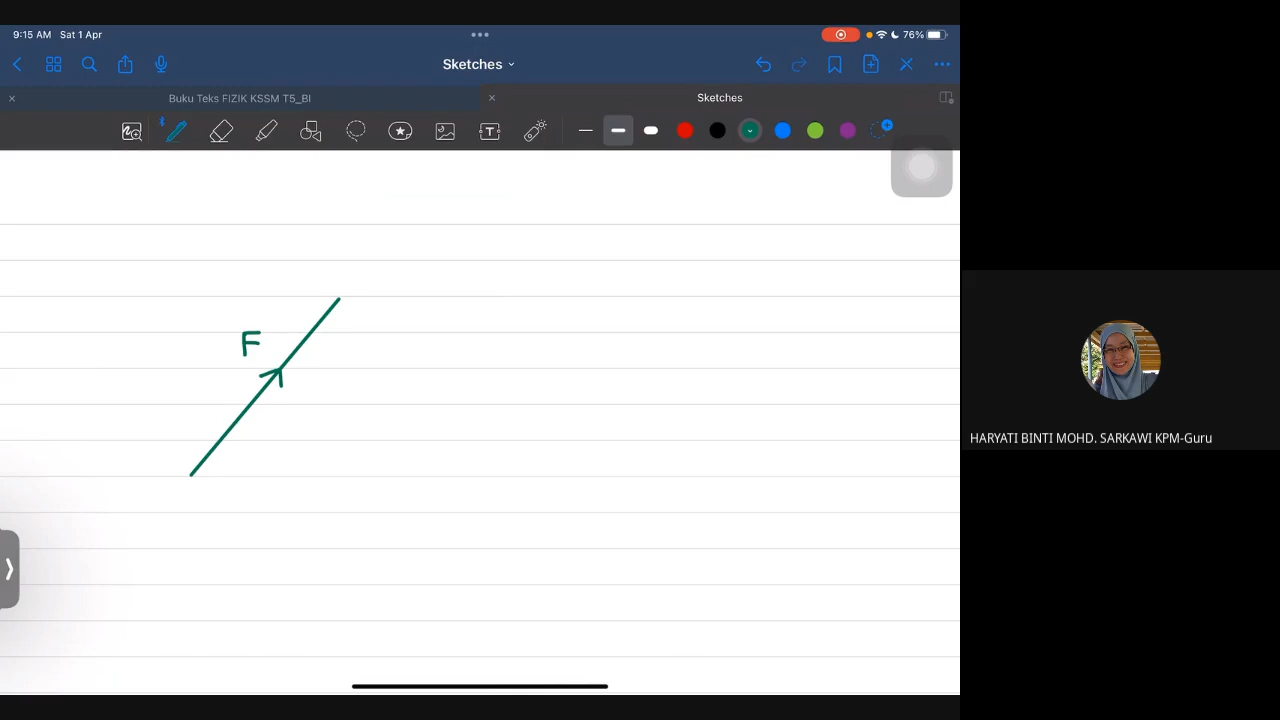 9:15 AM Sat 1 Apr
76%
Sketches
Buku Teks FIZIK KSSM T5_BI
Sketches
F
HARYATI BINTI MOHD. SARKAWI KPM-Guru